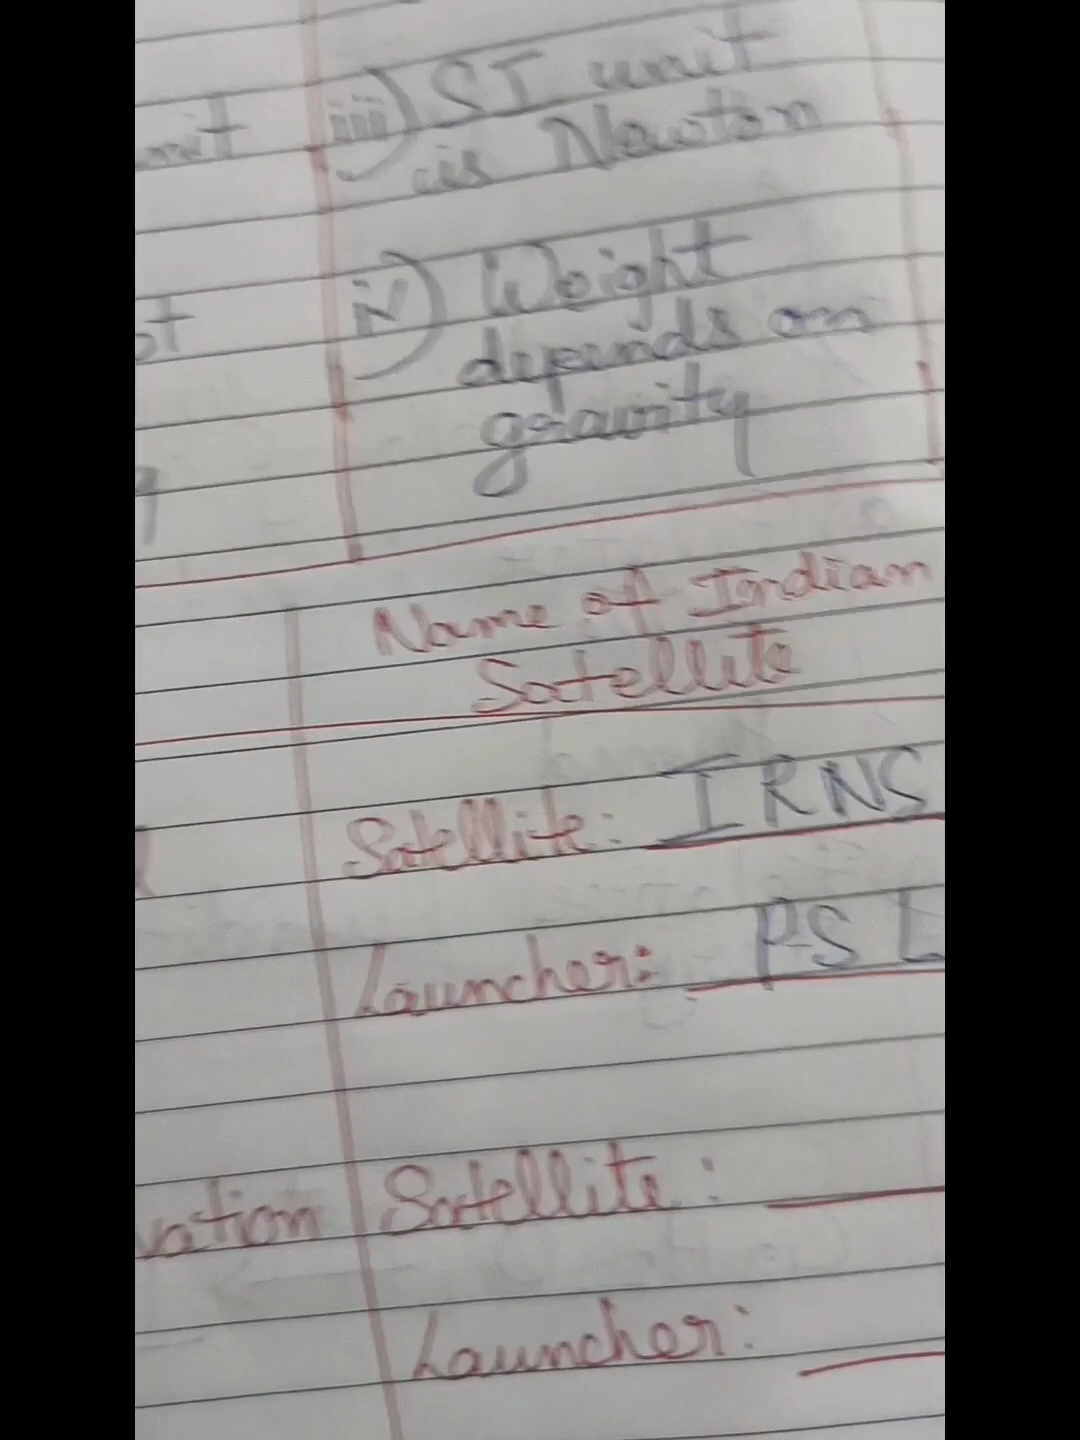 iii) SI unit
is Newton
iv) Weight
depends on
gravity
Name of Indian
Satellite
Satellite: IRNS
Launcher: PSL
vation Satellite:
Launcher: